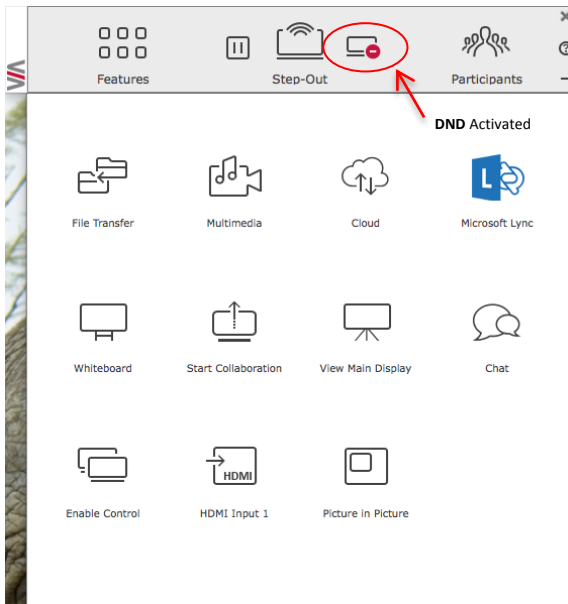 VIA
Features
Step-Out
Participants
DND Activated
File Transfer
Multimedia
Cloud
L
Microsoft Lync
Whiteboard
Start Collaboration
View Main Display
Chat
HDMI
Enable Control
HDMI Input 1
Picture in Picture